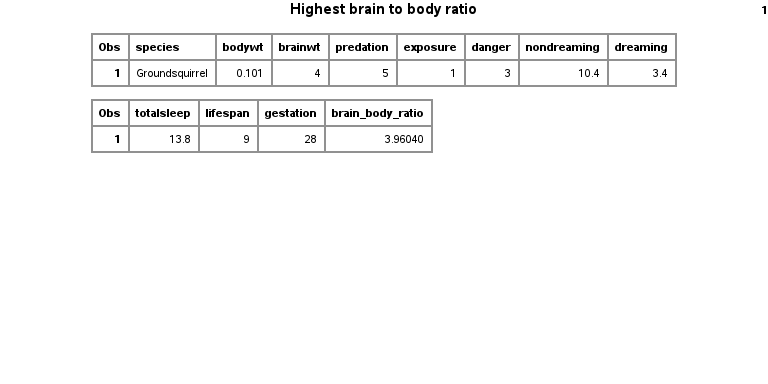 Highest brain to body ratio 1
Obs species bodywt brainwt predation exposure danger nondreaming dreaming
1 Groundsquirrel 0.101 4 5 1 3 10.4 3.4
Obs totalsleep lifespan gestation brain_body_ratio
1 13.8 9 28 3.96040